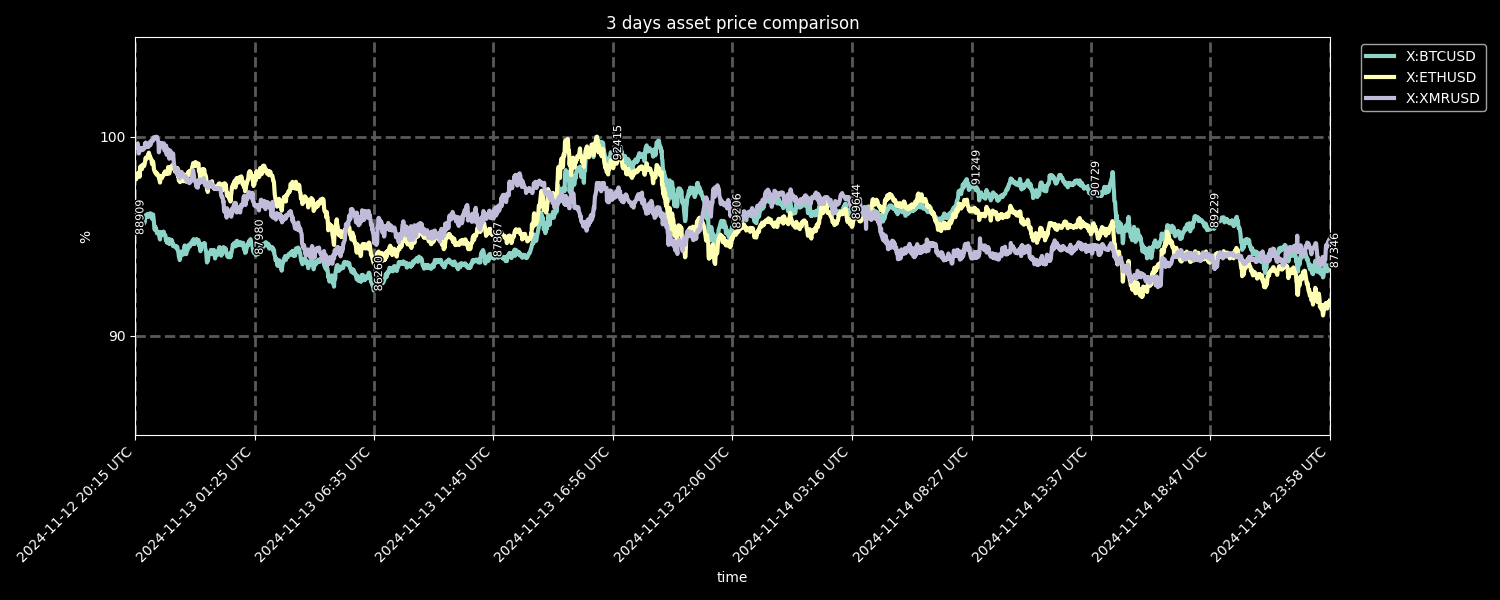 3 days asset price comparison
X:BTCUSD
X:ETHUSD
X:XMRUSD
100
90
%
88909
87980
86260
87867
92415
89206
89644
91249
90729
89229
87346
2024-11-12 20:15 UTC
2024-11-13 01:25 UTC
2024-11-13 06:35 UTC
2024-11-13 11:45 UTC
2024-11-13 16:56 UTC
2024-11-13 22:06 UTC
2024-11-14 03:16 UTC
2024-11-14 08:27 UTC
2024-11-14 13:37 UTC
2024-11-14 18:47 UTC
2024-11-14 23:58 UTC
time